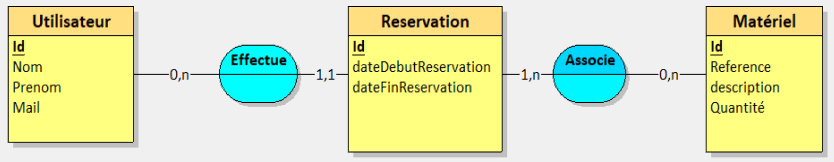 Utilisateur
Id
Nom
Prenom
Mail
0,n
Effectue
1,1
Reservation
Id
dateDebutReservation
dateFinReservation
1,n
Associe
0,n
Matériel
Id
Reference
description
Quantité